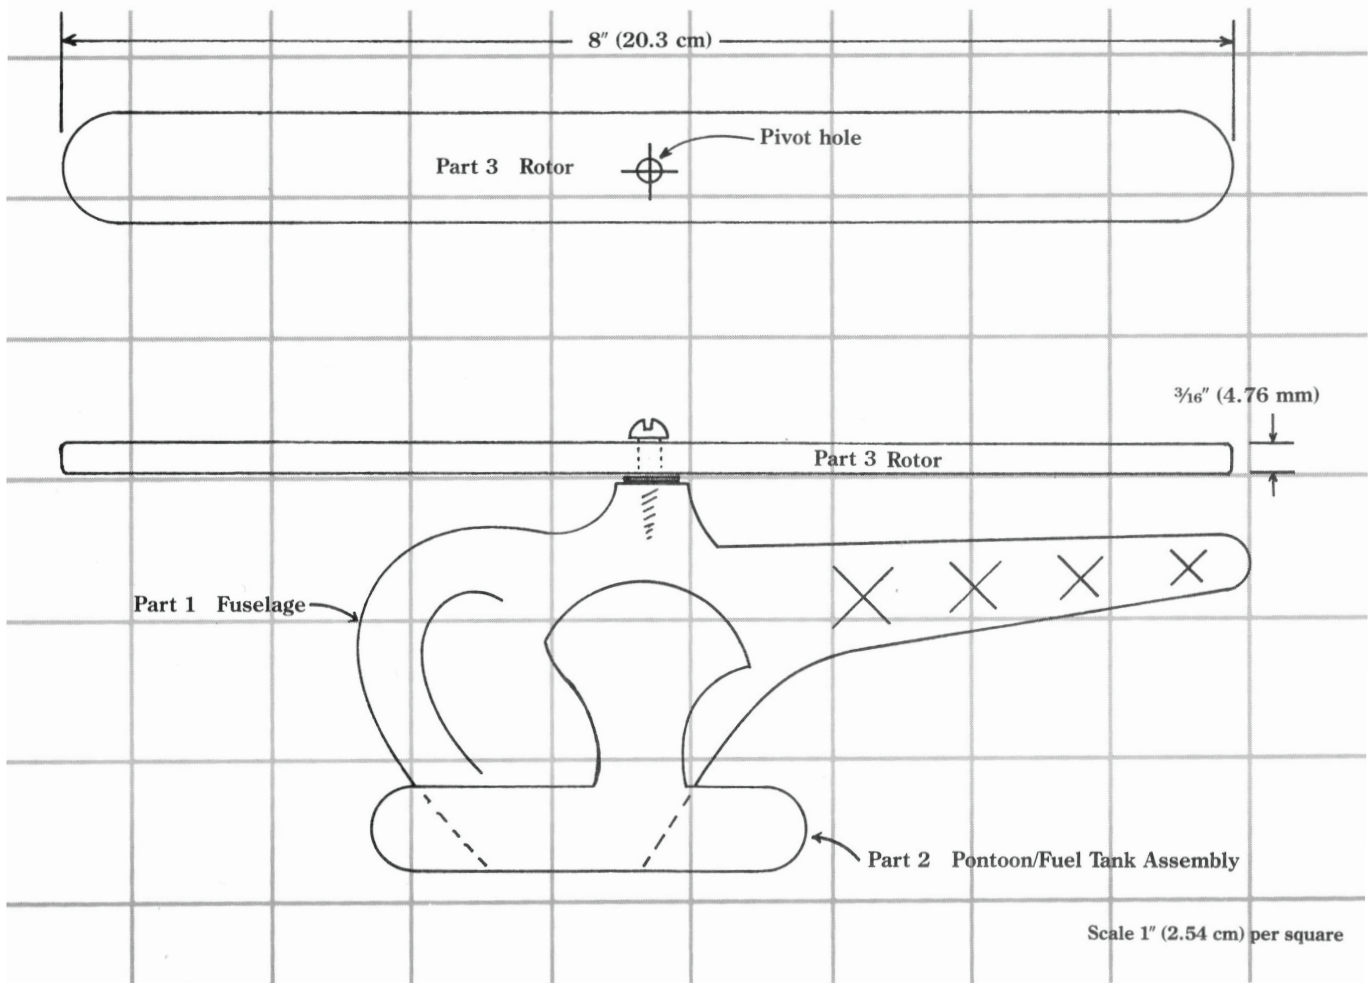 8″ (20.3 cm)
Pivot hole
Part 3 Rotor
3⁄16″ (4.76 mm)
Part 3 Rotor
Part 1 Fuselage
Part 2 Pontoon/Fuel Tank Assembly
Scale 1″ (2.54 cm) per square